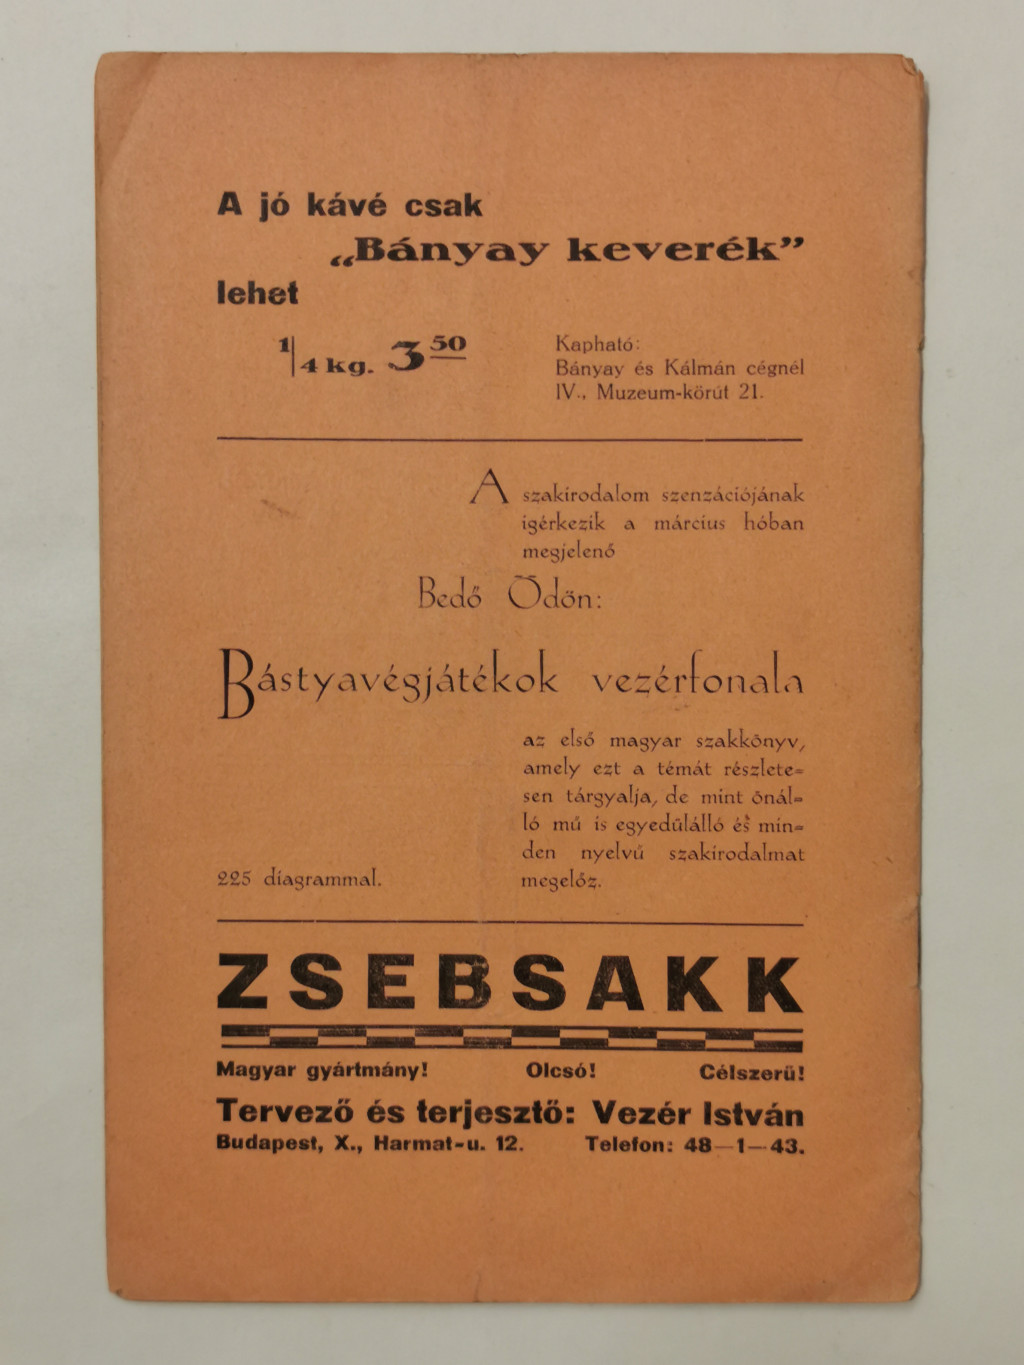 A jó kávé csak
„Bányay keverék”
lehet
1/4 kg. 3 50
Kapható:
Bányay és Kálmán cégnél
IV., Muzeum-körút 21.
A szakirodalom szenzációjának
igérkezik a március hóban
megjelenő
Bedő Ödön:
Bástyavégjátékok vezérfonala
az első magyar szakkönyv,
amely ezt a témát részlete-
sen tárgyalja, de mint önál-
ló mű is egyedülálló és min-
den nyelvű szakirodalmat
megelőz.
225 diagrammal.
ZSEBSAKK
Magyar gyártmány! Olcsó! Célszerü!
Tervező és terjesztő: Vezér István
Budapest, X., Harmat-u. 12. Telefon: 48—1—43.